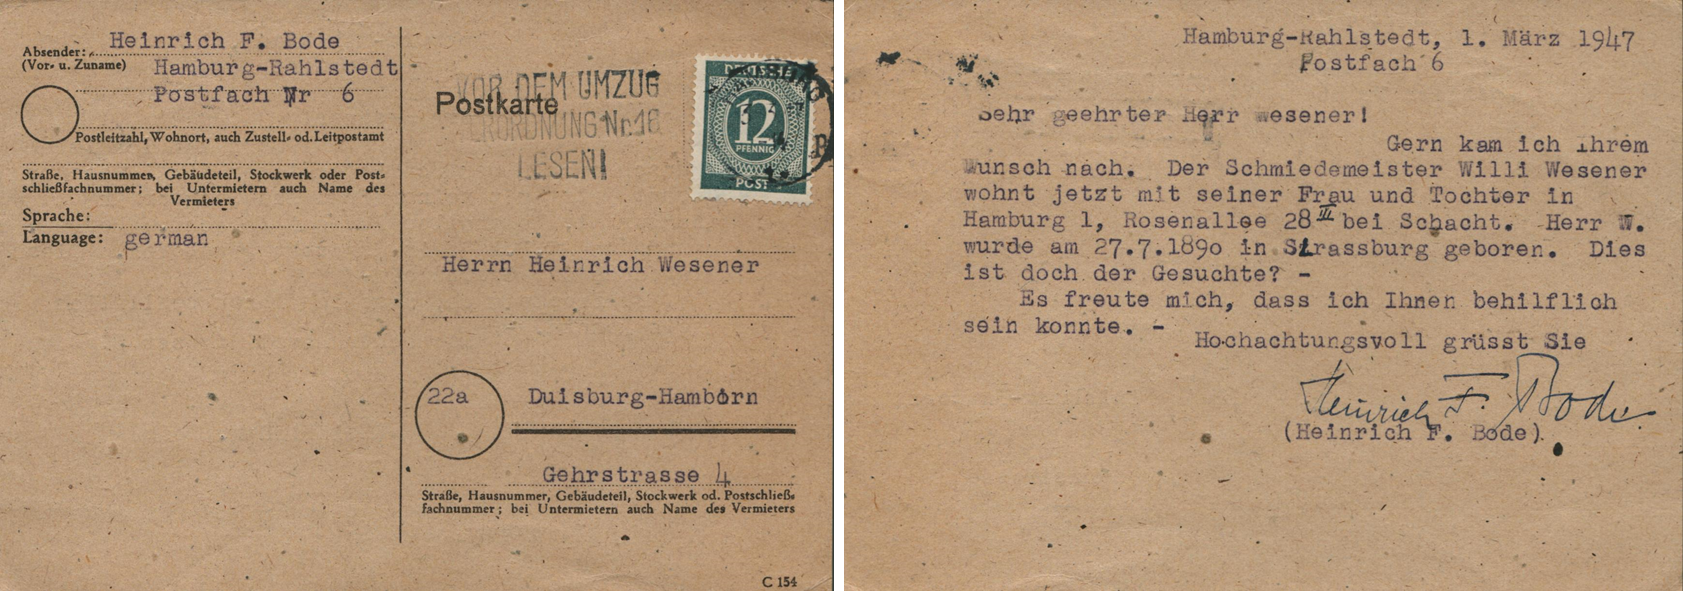 Absender: Heinrich F. Bode
(Vor- u. Zuname) Hamburg-Rahlstedt
Postfach Nr 6
Postleitzahl, Wohnort, auch Zustell- od. Leitpostamt
Straße, Hausnummer, Gebäudeteil, Stockwerk oder Post-
schließfachnummer; bei Untermietern auch Name des
Vermieters
Sprache:
Language: german
VOR DEM UMZUG
Postkarte
VERORDNUNG Nr. 16
LESEN!
DEUTSCHE
12
PFENNIG
POST
Herrn Heinrich Wesener
22a Duisburg-Hamborn
Gehrstrasse 4
Straße, Hausnummer, Gebäudeteil, Stockwerk od. Postschließ-
fachnummer; bei Untermietern auch Name des Vermieters
C 154
Hamburg-Rahlstedt, 1. März 1947
Postfach 6
Sehr geehrter Herr Wesener!
Gern kam ich Ihrem
Wunsch nach. Der Schmiedemeister Willi Wesener
wohnt jetzt mit seiner Frau und Tochter in
Hamburg 1, Rosenallee 28 III bei Schacht. Herr W.
wurde am 27.7.1890 in Strassburg geboren. Dies
ist doch der Gesuchte? -
Es freute mich, dass ich Ihnen behilflich
sein konnte. -
Hochachtungsvoll grüsst Sie
Heinrich F. Bode.
(Heinrich F. Bode).